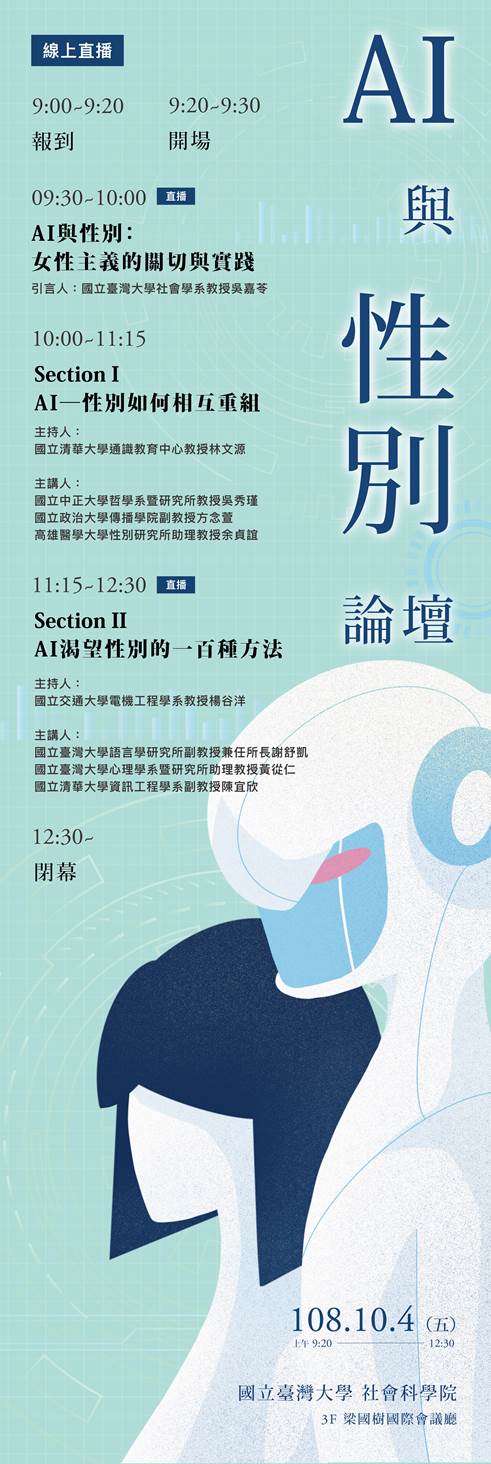 線上直播
9:00~9:20
報到
9:20~9:30
開場
09:30~10:00 直播
AI與性別：
女性主義的關切與實踐
引言人：國立臺灣大學社會學系教授吳嘉苓
10:00~11:15
Section I
AI—性別如何相互重組
主持人：
國立清華大學通識教育中心教授林文源
主講人：
國立中正大學哲學系暨研究所教授吳秀瑾
國立政治大學傳播學院副教授方念萱
高雄醫學大學性別研究所助理教授余貞誼
11:15~12:30 直播
Section II
AI渴望性別的一百種方法
主持人：
國立交通大學電機工程學系教授楊谷洋
主講人：
國立臺灣大學語言學研究所副教授兼任所長謝舒凱
國立臺灣大學心理學系暨研究所助理教授黃從仁
國立清華大學資訊工程學系副教授陳宜欣
12:30~
閉幕
AI
與
性
別
論壇
108.10.4（五）
上午 9:20 12:30
國立臺灣大學 社會科學院
3F 梁國樹國際會議廳